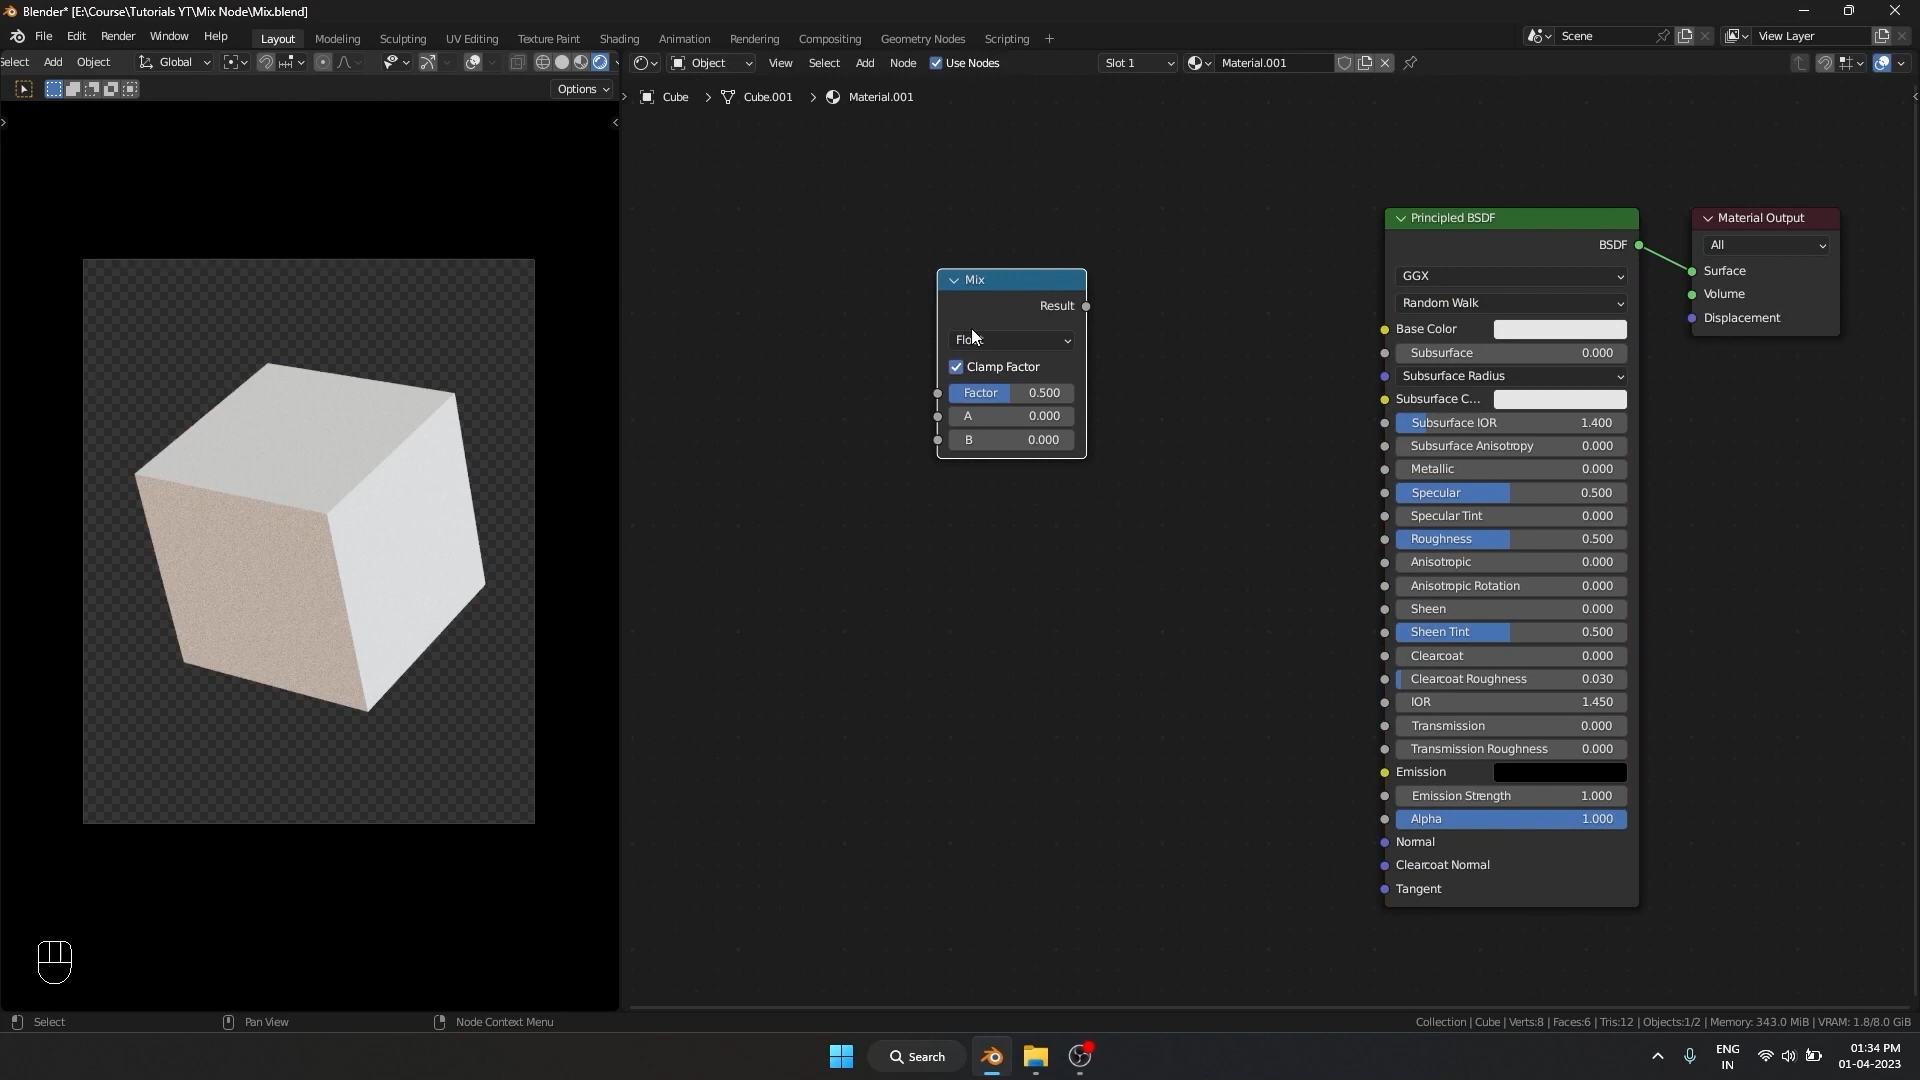 Blender* [E:\Course\Tutorials YT\Mix Node\Mix.blend]
File Edit Render Window Help Layout Modeling Sculpting UV Editing Texture Paint Shading Animation Rendering Compositing Geometry Nodes Scripting + Scene View Layer
Select Add Object Global Object View Select Add Node Use Nodes Slot 1 Material.001
Options
Cube > Cube.001 > Material.001
Mix
Result
Float
Clamp Factor
Factor 0.500
A 0.000
B 0.000
Principled BSDF
BSDF
GGX
Random Walk
Base Color
Subsurface 0.000
Subsurface Radius
Subsurface C...
Subsurface IOR 1.400
Subsurface Anisotropy 0.000
Metallic 0.000
Specular 0.500
Specular Tint 0.000
Roughness 0.500
Anisotropic 0.000
Anisotropic Rotation 0.000
Sheen 0.000
Sheen Tint 0.500
Clearcoat 0.000
Clearcoat Roughness 0.030
IOR 1.450
Transmission 0.000
Transmission Roughness 0.000
Emission
Emission Strength 1.000
Alpha 1.000
Normal
Clearcoat Normal
Tangent
Material Output
All
Surface
Volume
Displacement
Select Pan View Node Context Menu Collection | Cube | Verts:8 | Faces:6 | Tris:12 | Objects:1/2 | Memory: 343.0 MiB | VRAM: 1.8/8.0 GiB
Search
ENG
IN
01:34 PM
01-04-2023